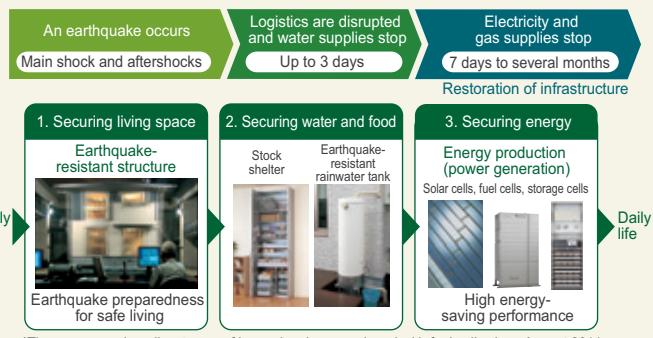 An earthquake occurs
Main shock and aftershocks
Logistics are disrupted
and water supplies stop
Up to 3 days
Electricity and
gas supplies stop
7 days to several months
Restoration of infrastructure
1. Securing living space
Earthquake-
resistant structure
Earthquake preparedness
for safe living
2. Securing water and food
Stock
shelter
Earthquake-
resistant
rainwater tank
3. Securing energy
Energy production
(power generation)
Solar cells, fuel cells, storage cells
High energy-
saving performance
Daily
life